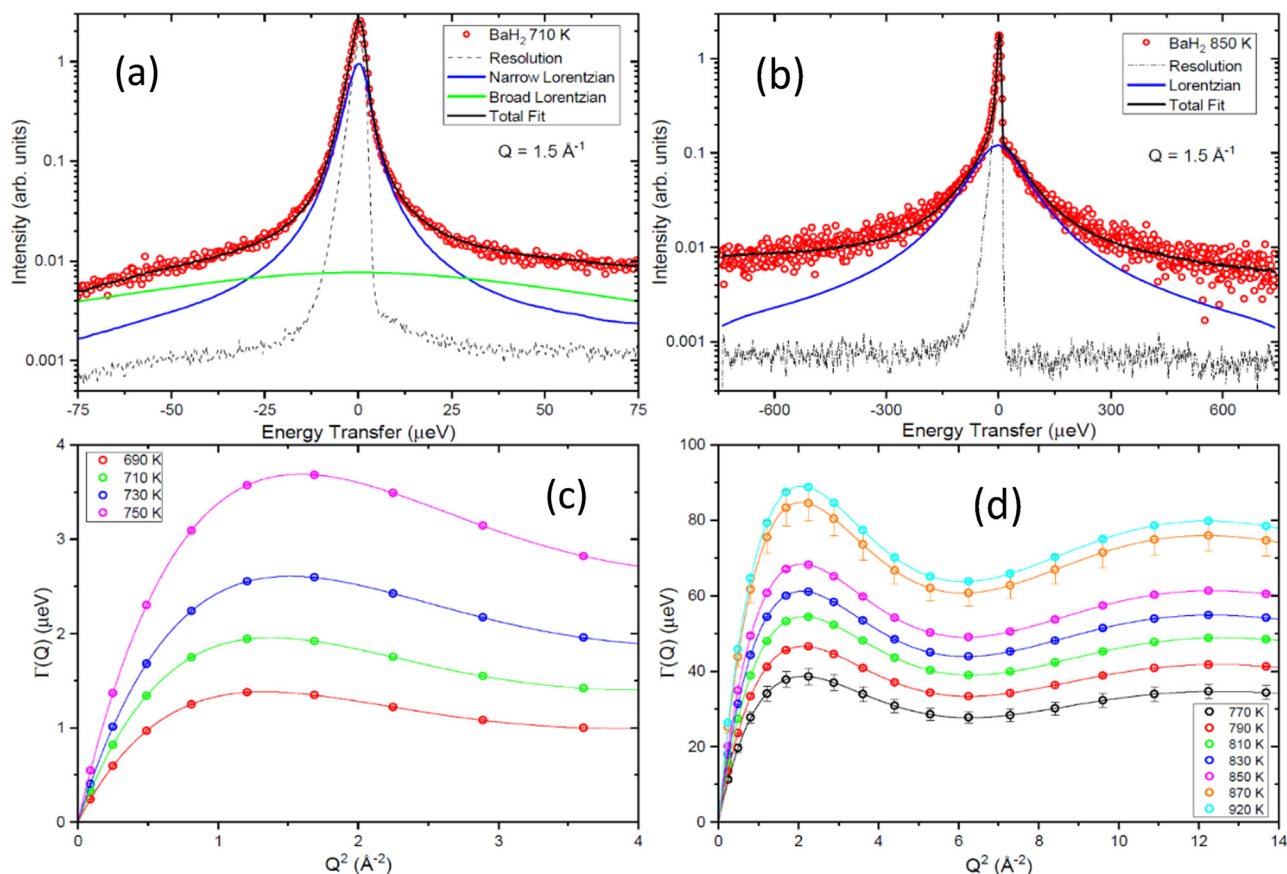 (a)
BaH₂ 710 K
Resolution
Narrow Lorentzian
Broad Lorentzian
Total Fit
Q = 1.5 Å⁻¹
Intensity (arb. units)
1
0.1
0.01
0.001
-75 -50 -25 0 25 50 75
Energy Transfer (μeV)
(b)
BaH₂ 850 K
Resolution
Lorentzian
Total Fit
Q = 1.5 Å⁻¹
Intensity (arb. units)
1
0.1
0.01
0.001
-600 -300 0 300 600
Energy Transfer (μeV)
(c)
690 K
710 K
730 K
750 K
Γ(Q) (μeV)
4
3
2
1
0
0 1 2 3 4
Q² (Å⁻²)
(d)
Γ(Q) (μeV)
100
80
60
40
20
0
770 K
790 K
810 K
830 K
850 K
870 K
920 K
0 2 4 6 8 10 12 14
Q² (Å⁻²)